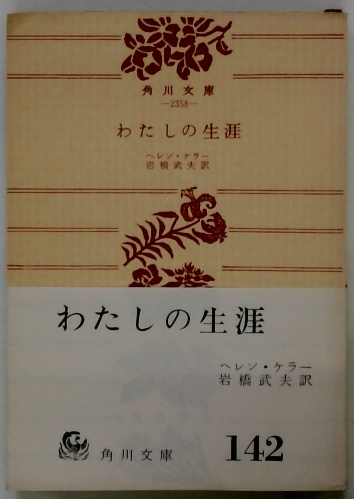 角川文庫
—2358—
わたしの生涯
ヘレン・ケラー
岩橋武夫訳
わたしの生涯
ヘレン・ケラー
岩橋武夫訳
角川文庫 142